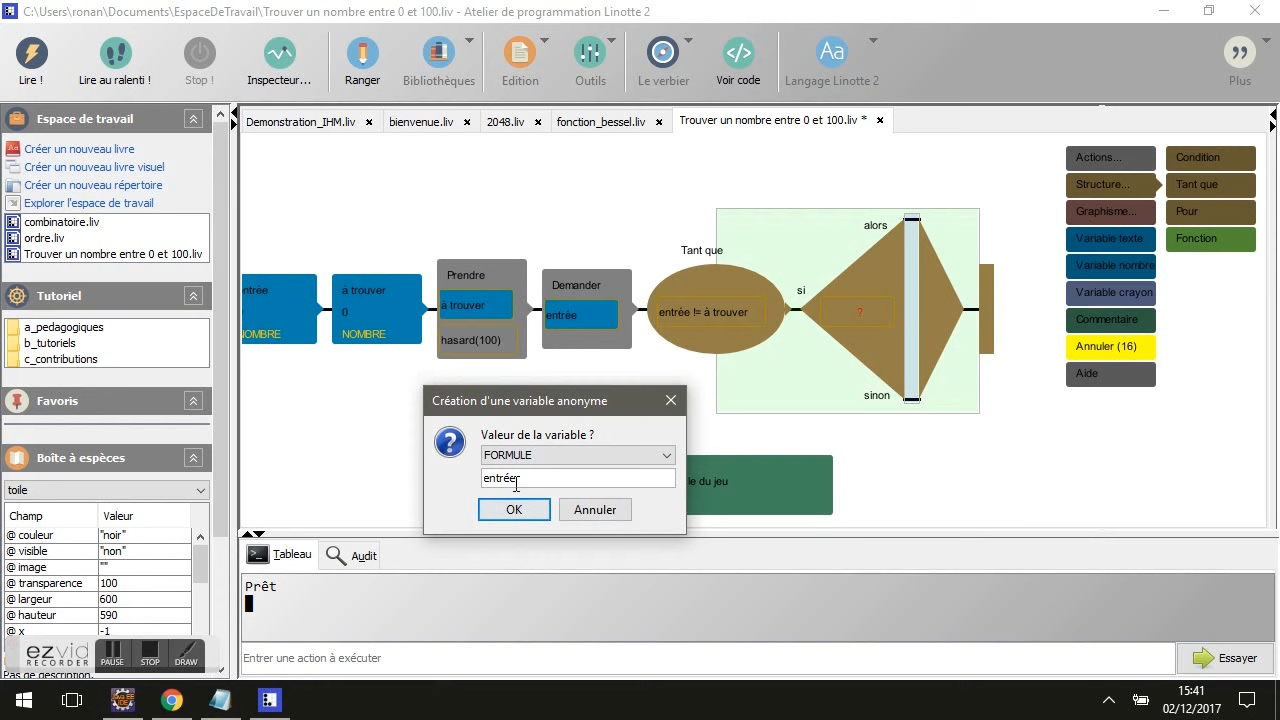 C:\Users\ronan\Documents\EspaceDeTravail\Trouver un nombre entre 0 et 100.liv - Atelier de programmation Linotte 2
Lire !
Lire au ralenti !
Stop !
Inspecteur...
Ranger
Bibliothèques
Edition
Outils
Le verbier
Voir code
Langage Linotte 2
Plus
Espace de travail
Créer un nouveau livre
Créer un nouveau livre visuel
Créer un nouveau répertoire
Explorer l'espace de travail
combinatoire.liv
ordre.liv
Trouver un nombre entre 0 et 100.liv
Tutoriel
a_pedagogiques
b_tutoriels
c_contributions
Favoris
Boîte à espèces
toile
Champ Valeur
@ couleur "noir"
@ visible "non"
@ image ""
@ transparence 100
@ largeur 600
@ hauteur 590
@ x -1
Pas de description.
ezvid
RECORDER
PAUSE
STOP
DRAW
Demonstration_IHM.liv
bienvenue.liv
2048.liv
fonction_bessel.liv
Trouver un nombre entre 0 et 100.liv *
entrée
0
NOMBRE
à trouver
0
NOMBRE
Prendre
à trouver
hasard(100)
Demander
entrée
Tant que
entrée != à trouver
si
alors
?
sinon
le du jeu
Actions...
Structure...
Graphisme...
Variable texte
Variable nombre
Variable crayon
Commentaire
Annuler (16)
Aide
Condition
Tant que
Pour
Fonction
Création d'une variable anonyme
Valeur de la variable ?
FORMULE
entrée
OK
Annuler
Tableau
Audit
Prêt
Entrer une action à exécuter
Essayer
15:41
02/12/2017